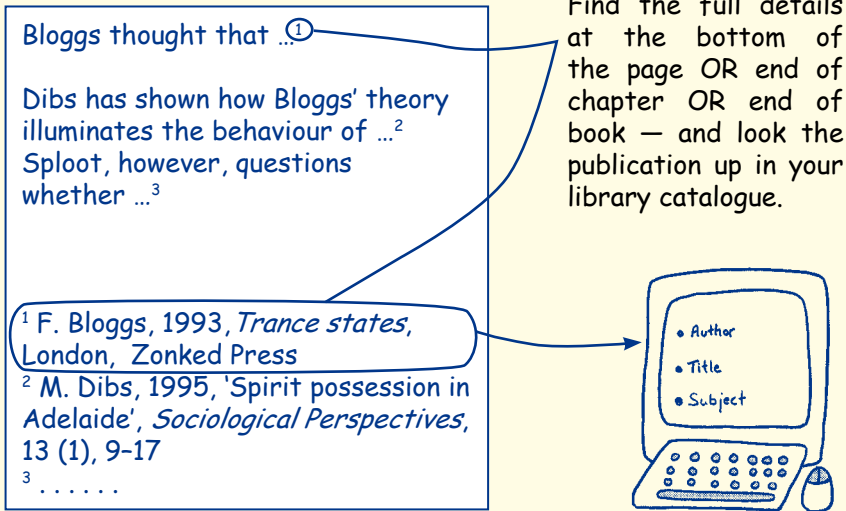 Bloggs thought that …¹
Dibs has shown how Bloggs’ theory
illuminates the behaviour of …²
Sploot, however, questions
whether …³
¹ F. Bloggs, 1993, Trance states,
London, Zonked Press
² M. Dibs, 1995, ‘Spirit possession in
Adelaide’, Sociological Perspectives,
13 (1), 9–17
³ . . . . . .
Find the full details
at the bottom of
the page OR end of
chapter OR end of
book — and look the
publication up in your
library catalogue.
• Author
• Title
• Subject